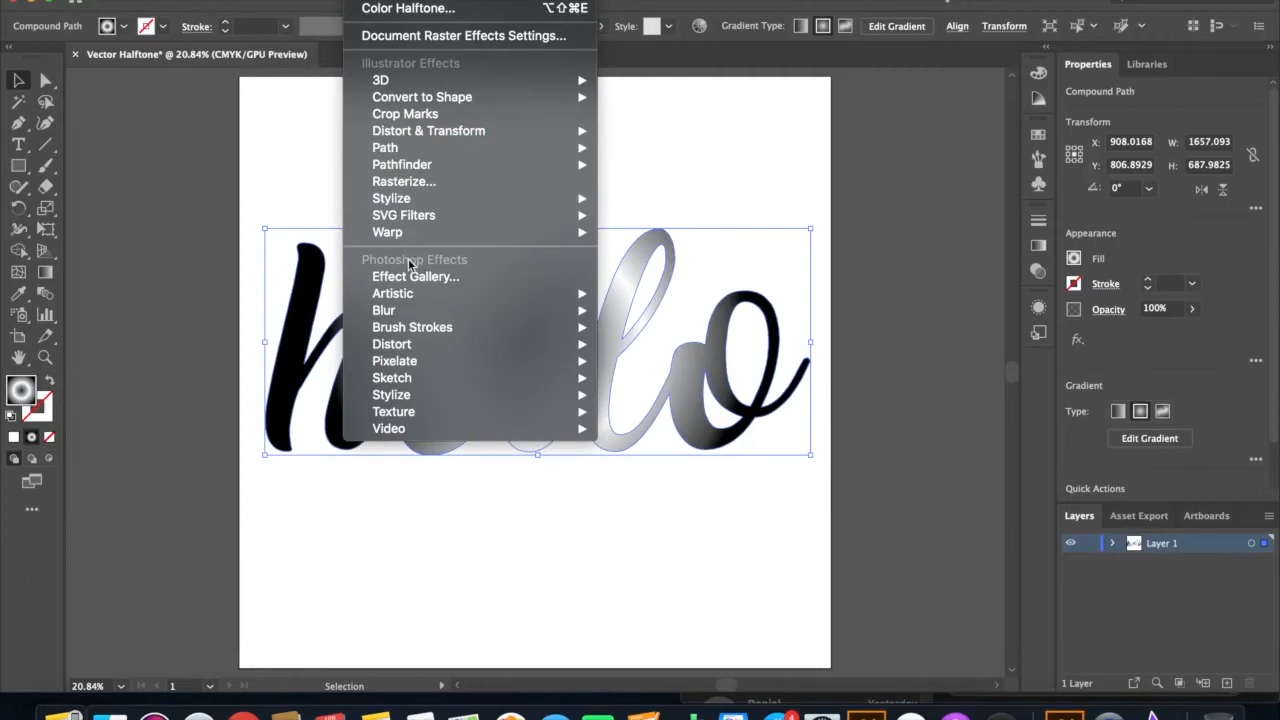 Color Halftone... ⌥⇧⌘E
Compound Path Stroke: Style: Gradient Type: Edit Gradient Align Transform
Document Raster Effects Settings...
× Vector Halftone* @ 20.84% (CMYK/GPU Preview)
Illustrator Effects
3D
Convert to Shape
Crop Marks
Distort & Transform
Path
Pathfinder
Rasterize...
Stylize
SVG Filters
Warp
Photoshop Effects
Effect Gallery...
Artistic
Blur
Brush Strokes
Distort
Pixelate
Sketch
Stylize
Texture
Video
Properties Libraries
Compound Path
Transform
X: 908.0168 W: 1657.093
Y: 806.8929 H: 687.9825
0°
Appearance
Fill
Stroke
Opacity 100%
fx.
Gradient
Type:
Edit Gradient
Quick Actions
Layers Asset Export Artboards
Layer 1
1 Layer
20.84% 1 Selection